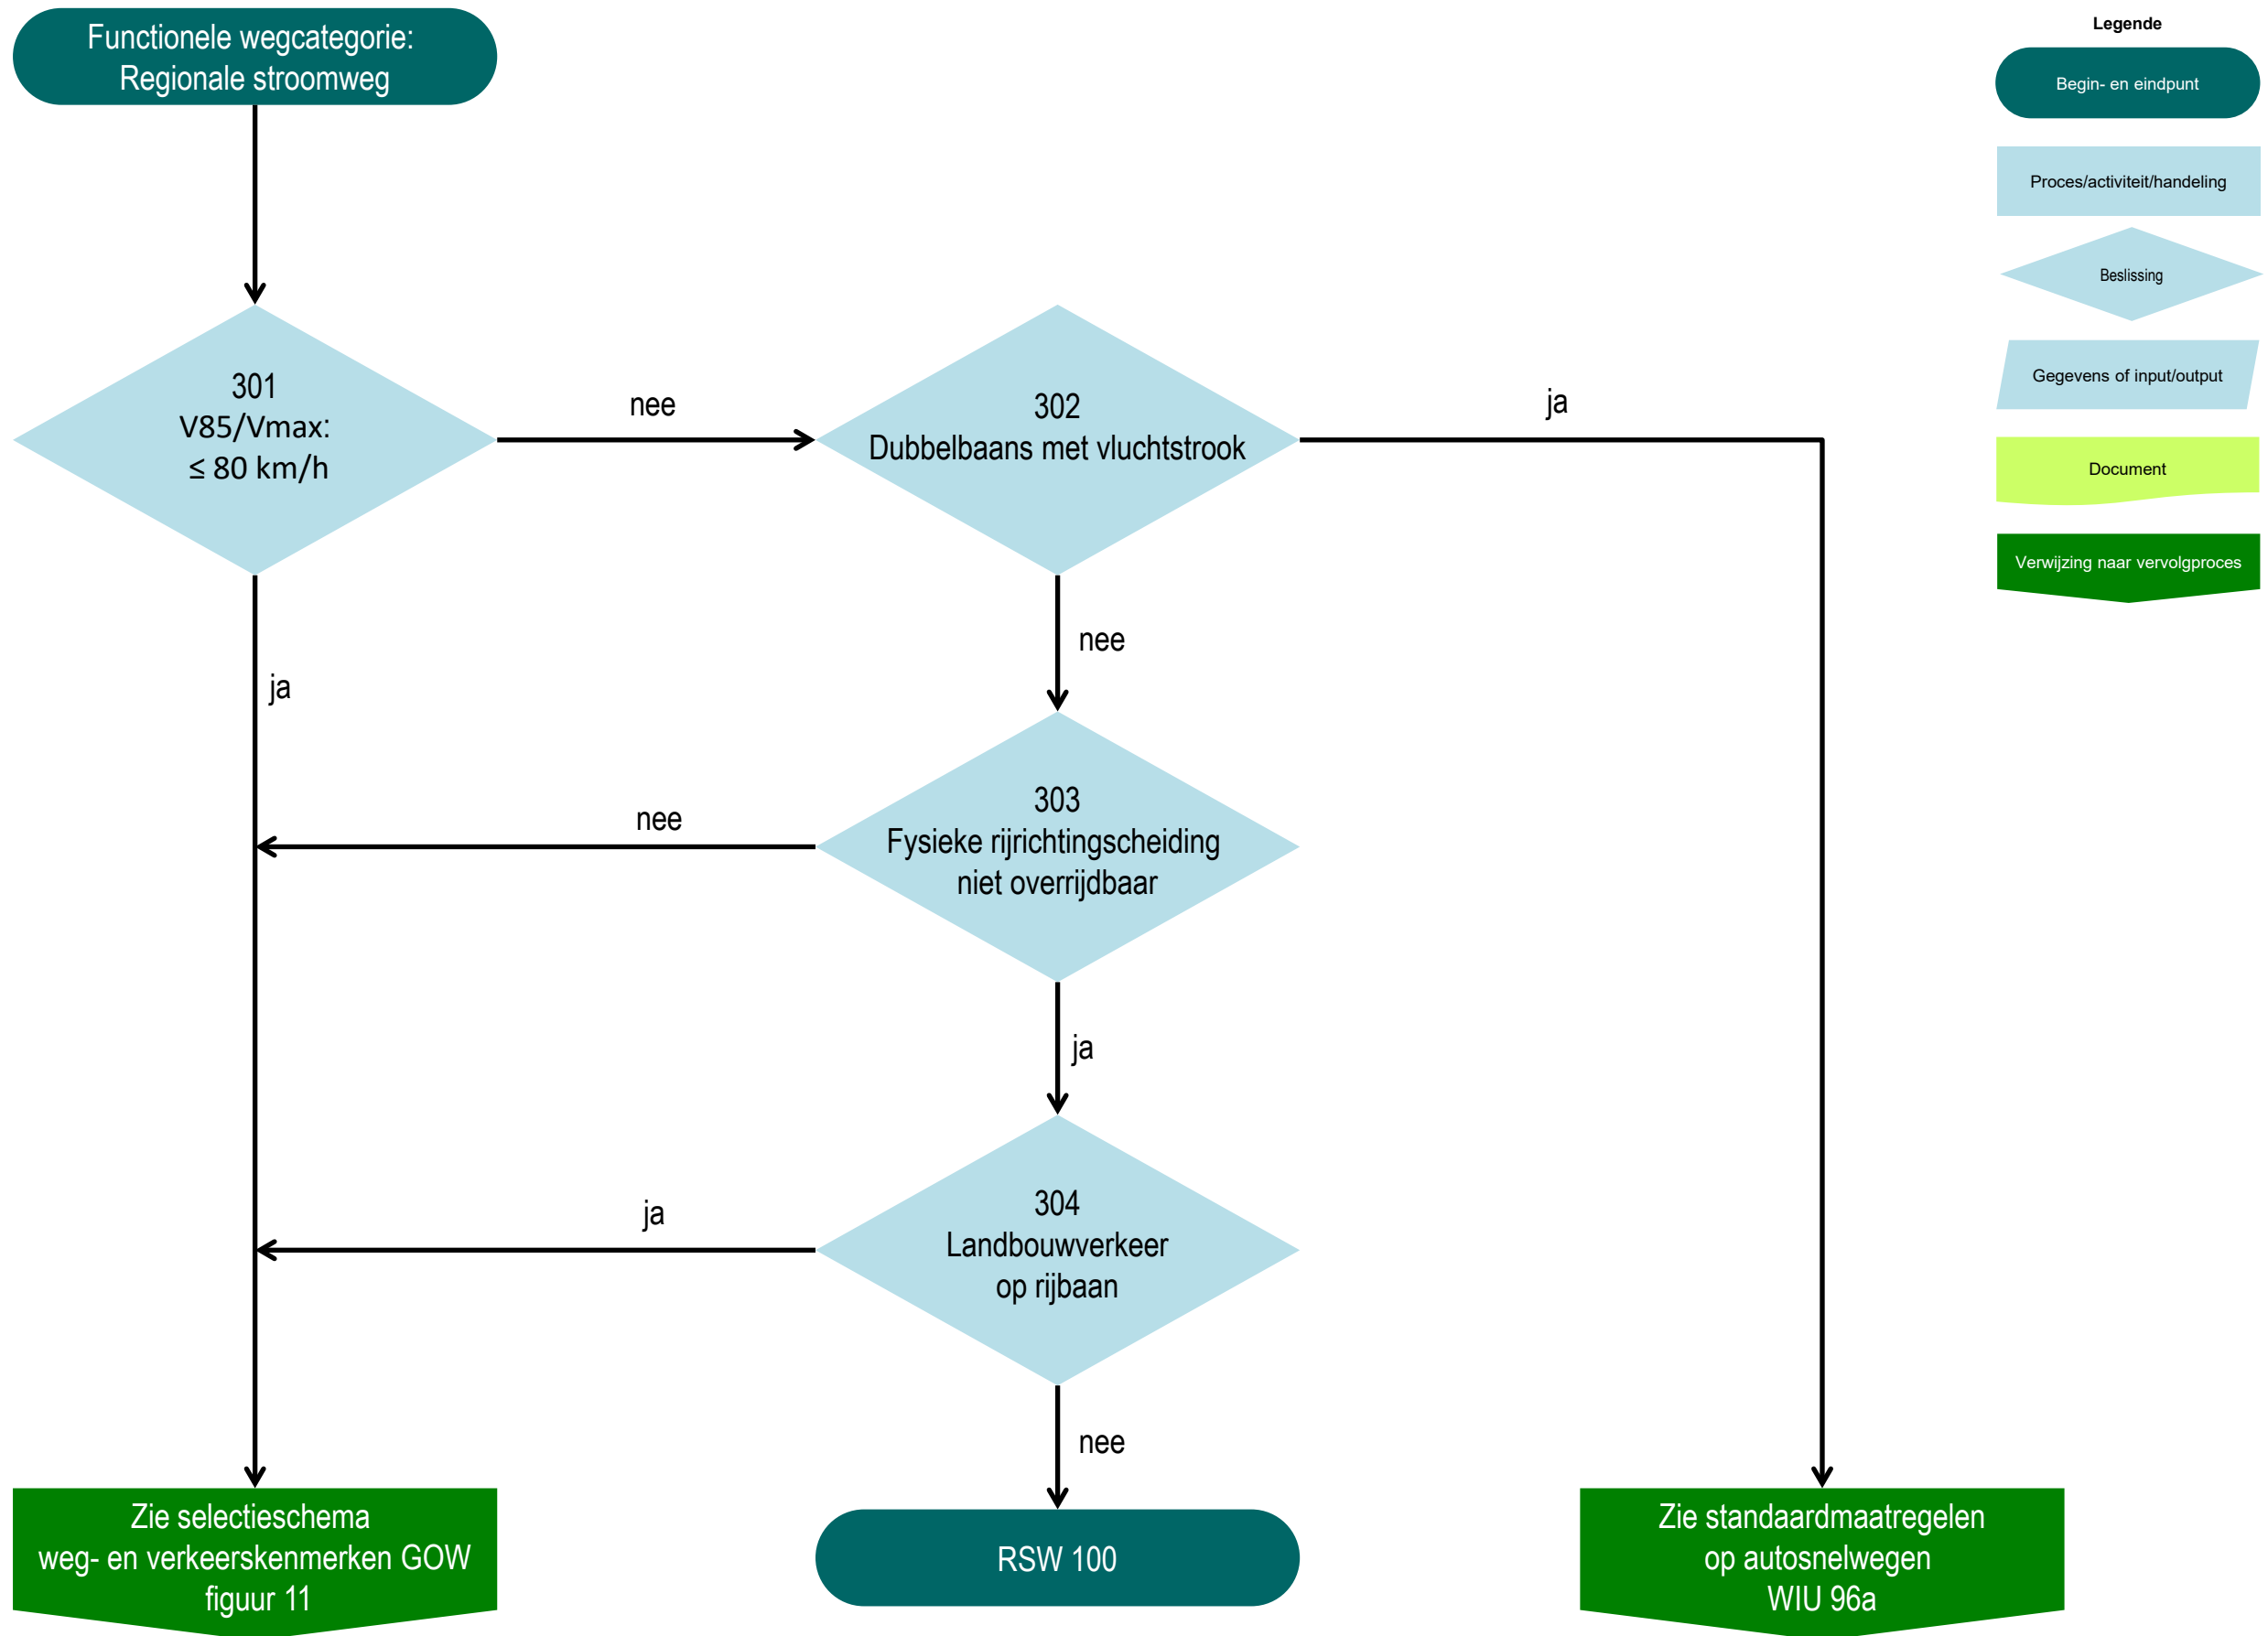 Functionele wegcategorie:
Regionale stroomweg
301
V85/Vmax:
≤ 80 km/h
nee
302
Dubbelbaans met vluchtstrook
ja
nee
ja
303
Fysieke rijrichtingscheiding
niet overrijdbaar
nee
ja
304
Landbouwverkeer
op rijbaan
ja
nee
Zie selectieschema
weg- en verkeerskenmerken GOW
figuur 11
RSW 100
Zie standaardmaatregelen
op autosnelwegen
WIU 96a
Legende
Begin- en eindpunt
Proces/activiteit/handeling
Beslissing
Gegevens of input/output
Document
Verwijzing naar vervolgproces